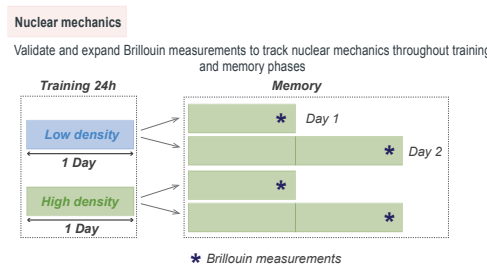 Nuclear mechanics
Validate and expand Brillouin measurements to track nuclear mechanics throughout training
and memory phases
Training 24h
Memory
Low density
1 Day
High density
1 Day
* Day 1
* Day 2
*
*
* Brillouin measurements